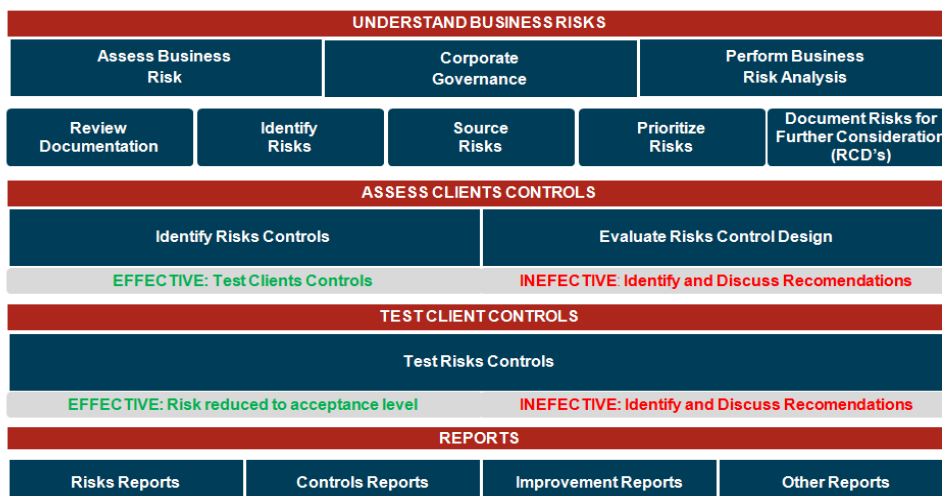 UNDERSTAND BUSINESS RISKS
Assess Business
Risk
Corporate
Governance
Perform Business
Risk Analysis
Review
Documentation
Identify
Risks
Source
Risks
Prioritize
Risks
Document Risks for
Further Consideration
(RCD's)
ASSESS CLIENTS CONTROLS
Identify Risks Controls
Evaluate Risks Control Design
EFFECTIVE: Test Clients Controls
INEFECTIVE: Identify and Discuss Recomendations
TEST CLIENT CONTROLS
Test Risks Controls
EFFECTIVE: Risk reduced to acceptance level
INEFECTIVE: Identify and Discuss Recomendations
REPORTS
Risks Reports
Controls Reports
Improvement Reports
Other Reports